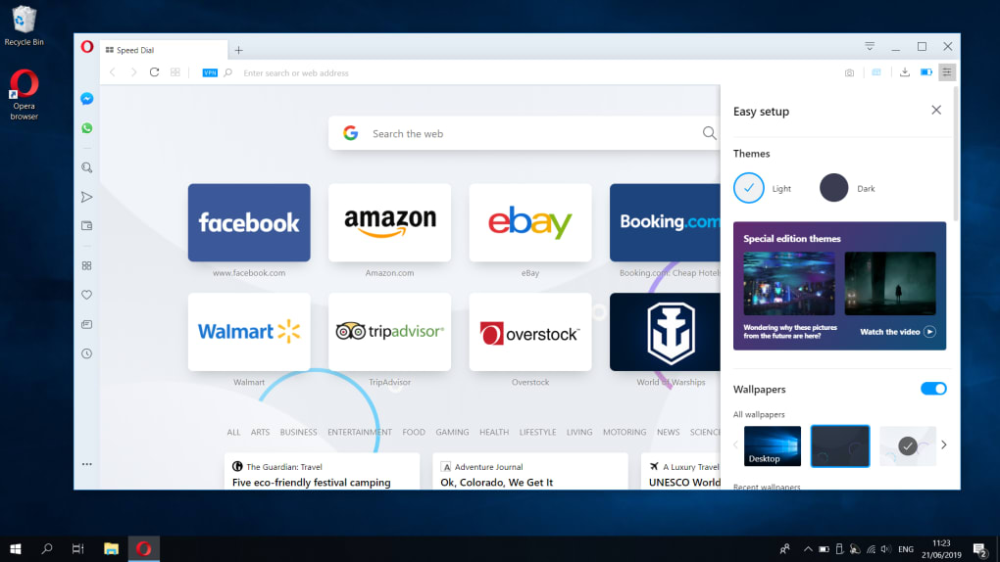 Recycle Bin
Opera
browser
Speed Dial
VPN
Enter search or web address
Search the web
facebook
amazon
ebay
Booking.com
www.facebook.com
Amazon.com
eBay
Booking.com: Cheap Hotels
Walmart
tripadvisor
overstock
Walmart
TripAdvisor
Overstock
World of Warships
ALL ARTS BUSINESS ENTERTAINMENT FOOD GAMING HEALTH LIFESTYLE LIVING MOTORING NEWS SCIENC
The Guardian: Travel
Five eco-friendly festival camping
A Adventure Journal
Ok, Colorado, We Get It
A Luxury Travel
UNESCO World
Easy setup
Themes
Light
Dark
Special edition themes
Wondering why these pictures
from the future are here?
Watch the video
Wallpapers
All wallpapers
Desktop
Recent wallpapers
ENG
11:23
21/06/2019
2